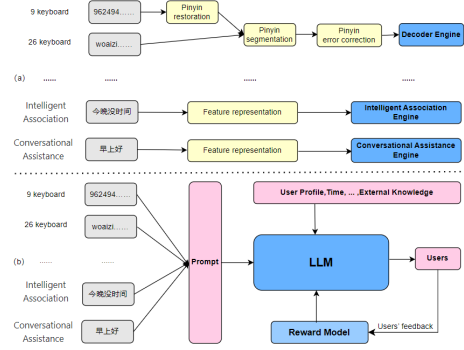 9 keyboard
962494......
Pinyin
restoration
26 keyboard
woaizi......
Pinyin
segmentation
Pinyin
error correction
Decoder Engine
(a)
......
......
......
......
Intelligent
Association
今晚没时间
Feature representation
Intelligent Association
Engine
Conversational
Assistance
早上好
Feature representation
Conversational Assistance
Engine
9 keyboard
962494......
User Profile,Time, ... ,External Knowledge
26 keyboard
woaizi......
(b)
......
......
Prompt
LLM
Users
Intelligent
Association
今晚没时间
Conversational
Assistance
早上好
Reward Model
Users' feedback